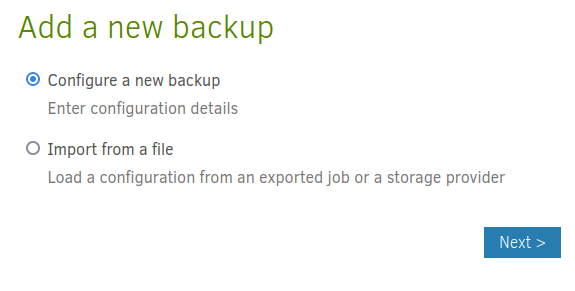 Add a new backup
Configure a new backup
Enter configuration details
Import from a file
Load a configuration from an exported job or a storage provider
Next >